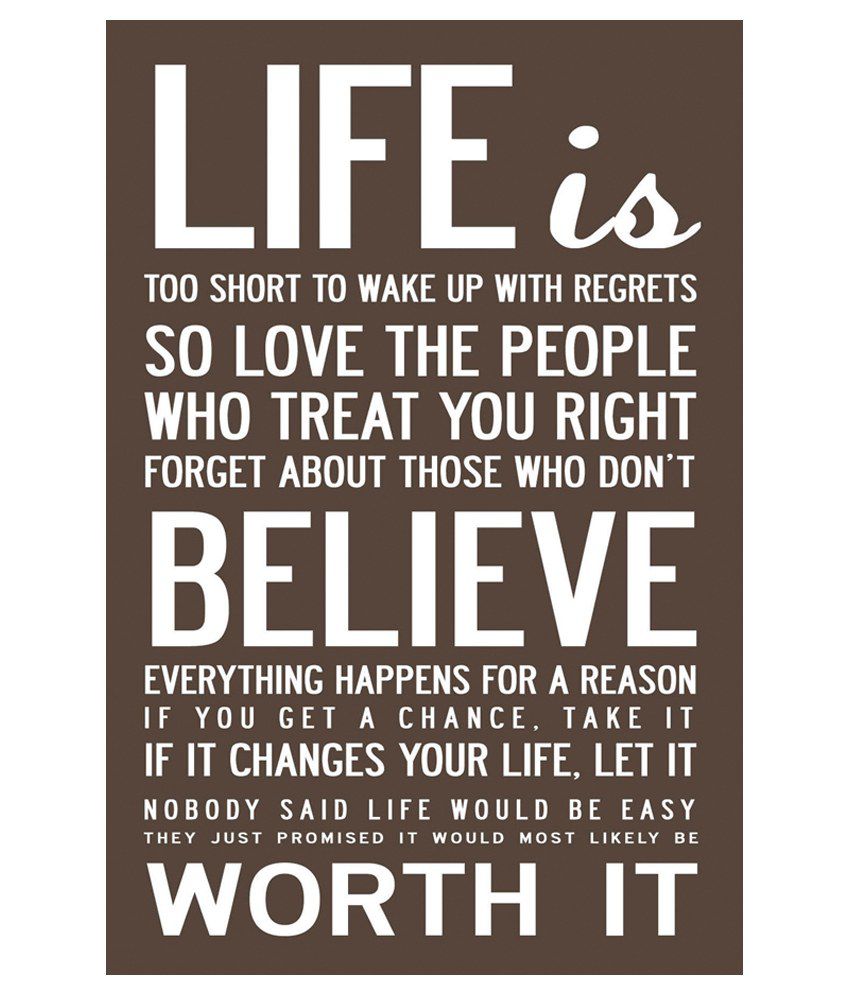 LIFE is
TOO SHORT TO WAKE UP WITH REGRETS
SO LOVE THE PEOPLE
WHO TREAT YOU RIGHT
FORGET ABOUT THOSE WHO DON'T
BELIEVE
EVERYTHING HAPPENS FOR A REASON
IF YOU GET A CHANCE, TAKE IT
IF IT CHANGES YOUR LIFE, LET IT
NOBODY SAID LIFE WOULD BE EASY
THEY JUST PROMISED IT WOULD MOST LIKELY BE
WORTH IT